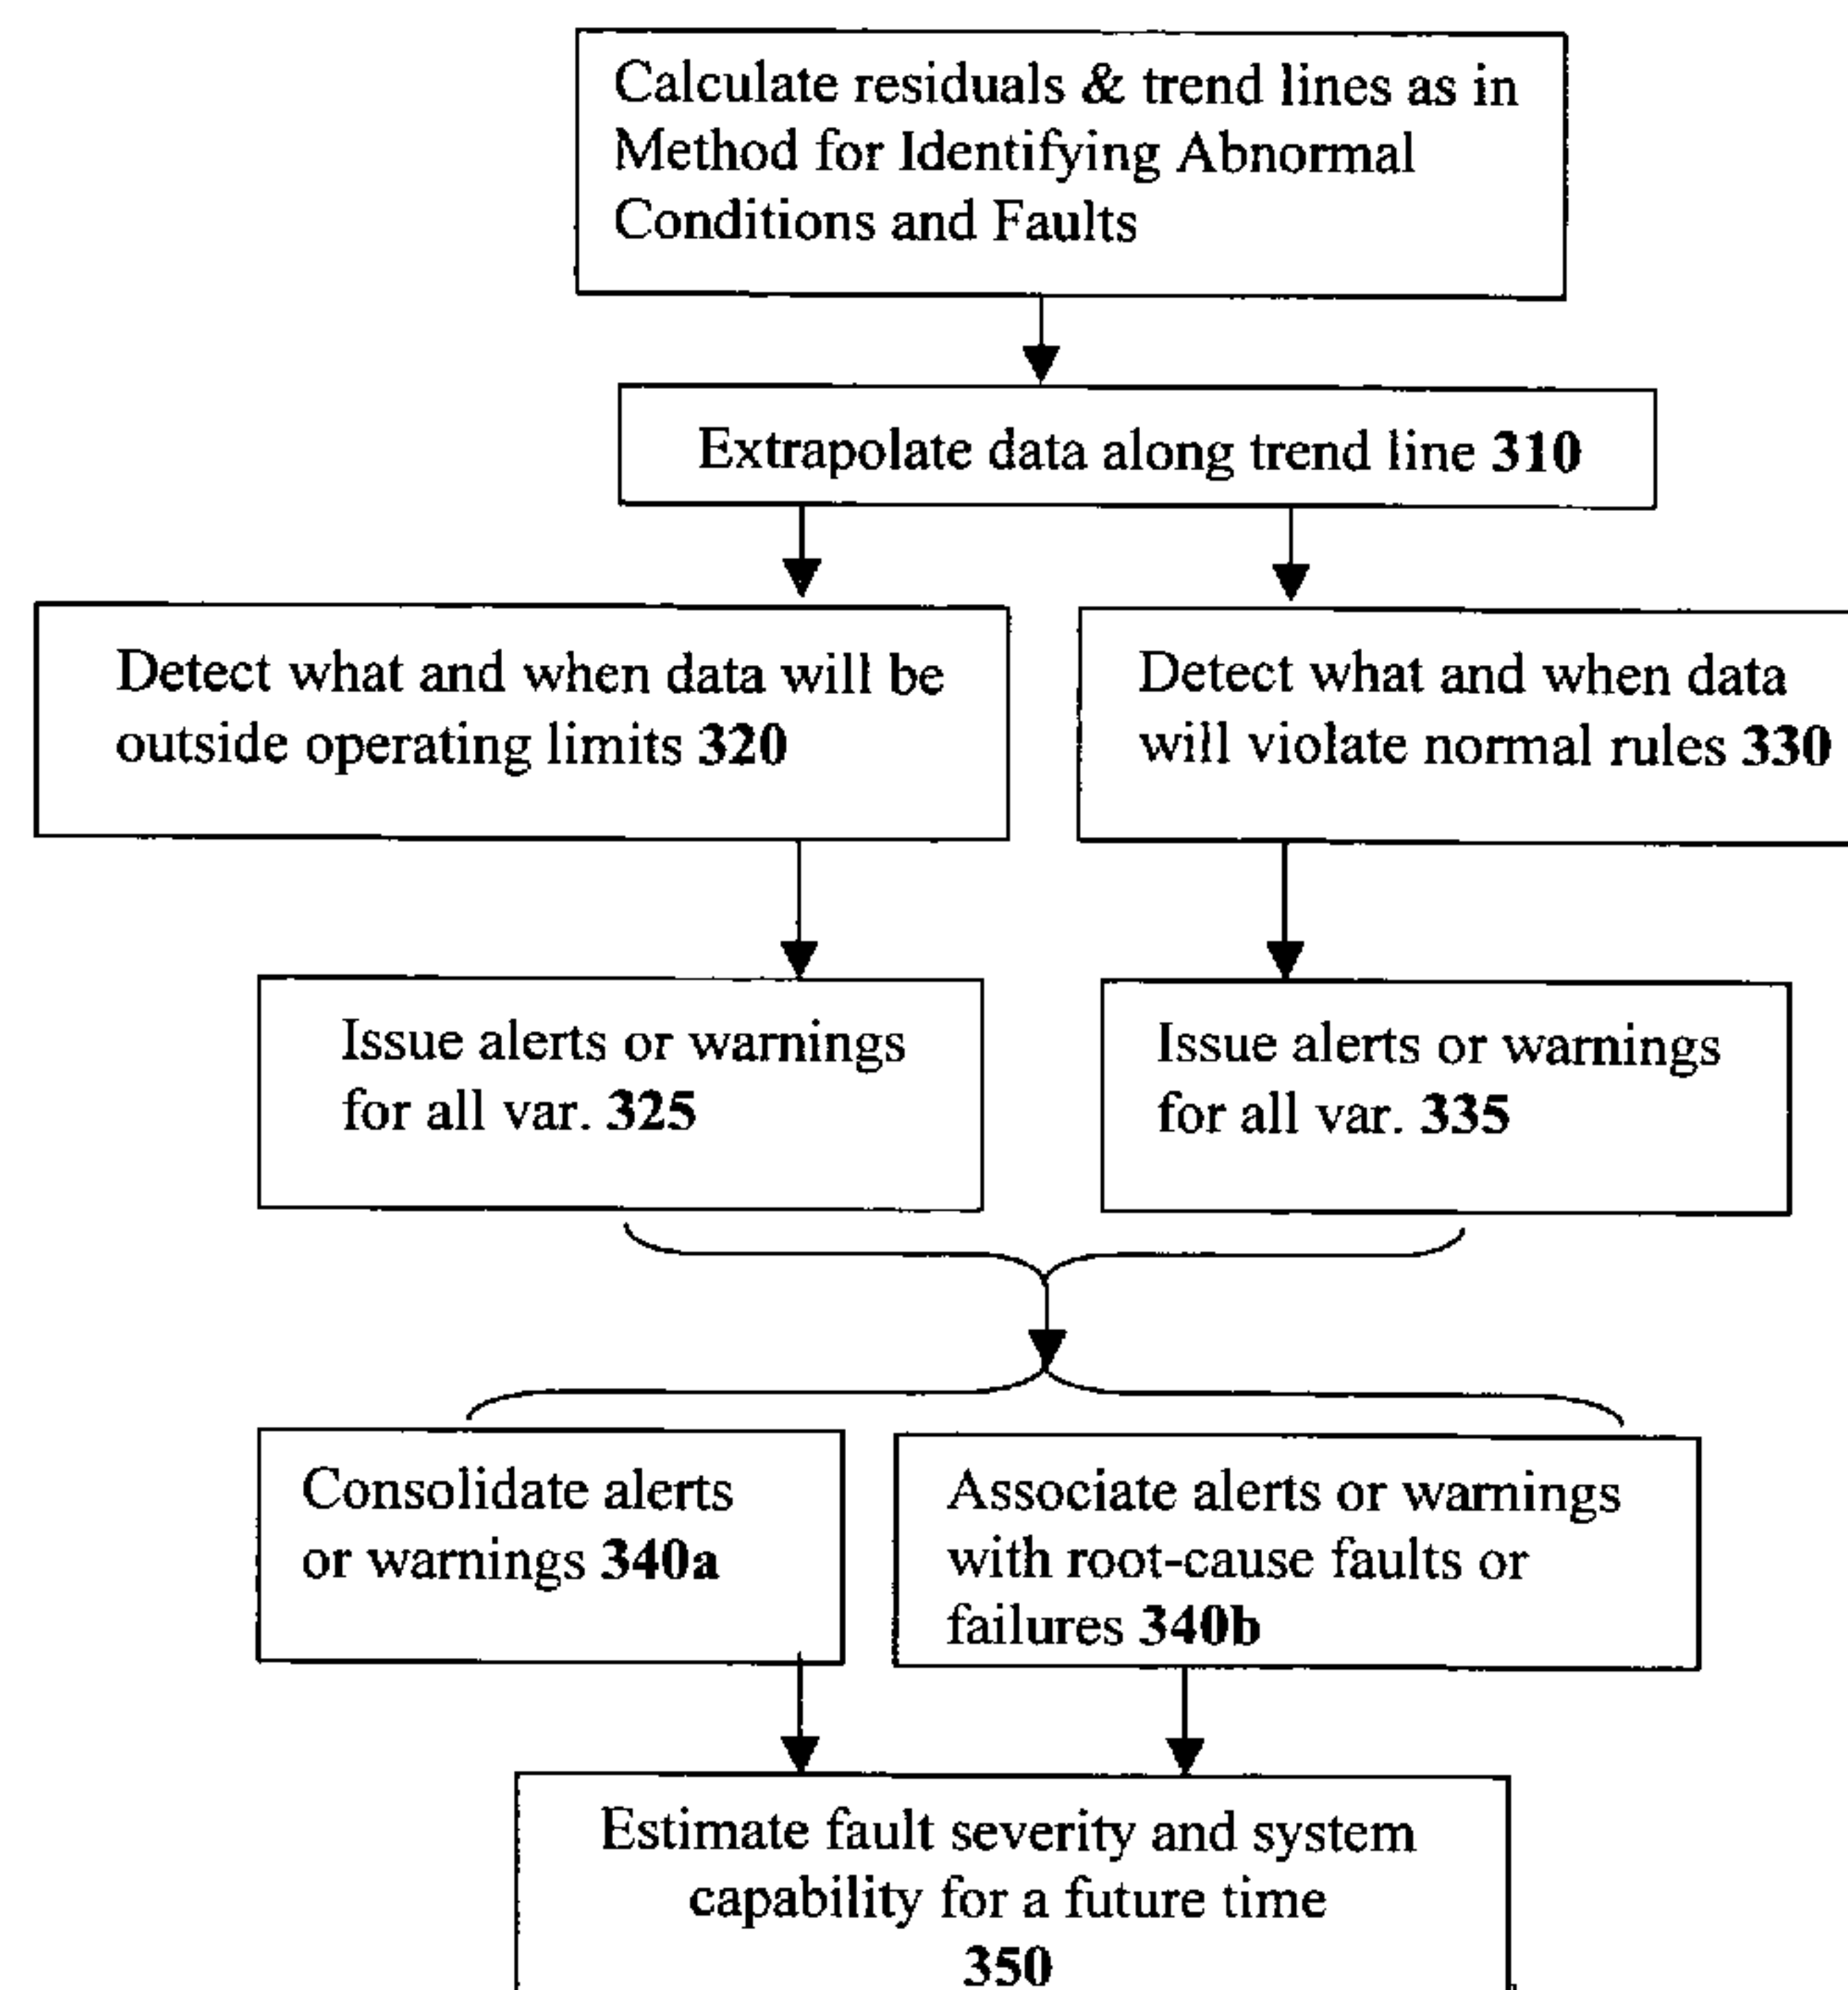 Calculate residuals & trend lines as in
Method for Identifying Abnormal
Conditions and Faults
Extrapolate data along trend line 310
Detect what and when data will be
outside operating limits 320
Detect what and when data
will violate normal rules 330
Issue alerts or warnings
for all var. 325
Issue alerts or warnings
for all var. 335
Consolidate alerts
or warnings 340a
Associate alerts or warnings
with root-cause faults or
failures 340b
Estimate fault severity and system
capability for a future time
350